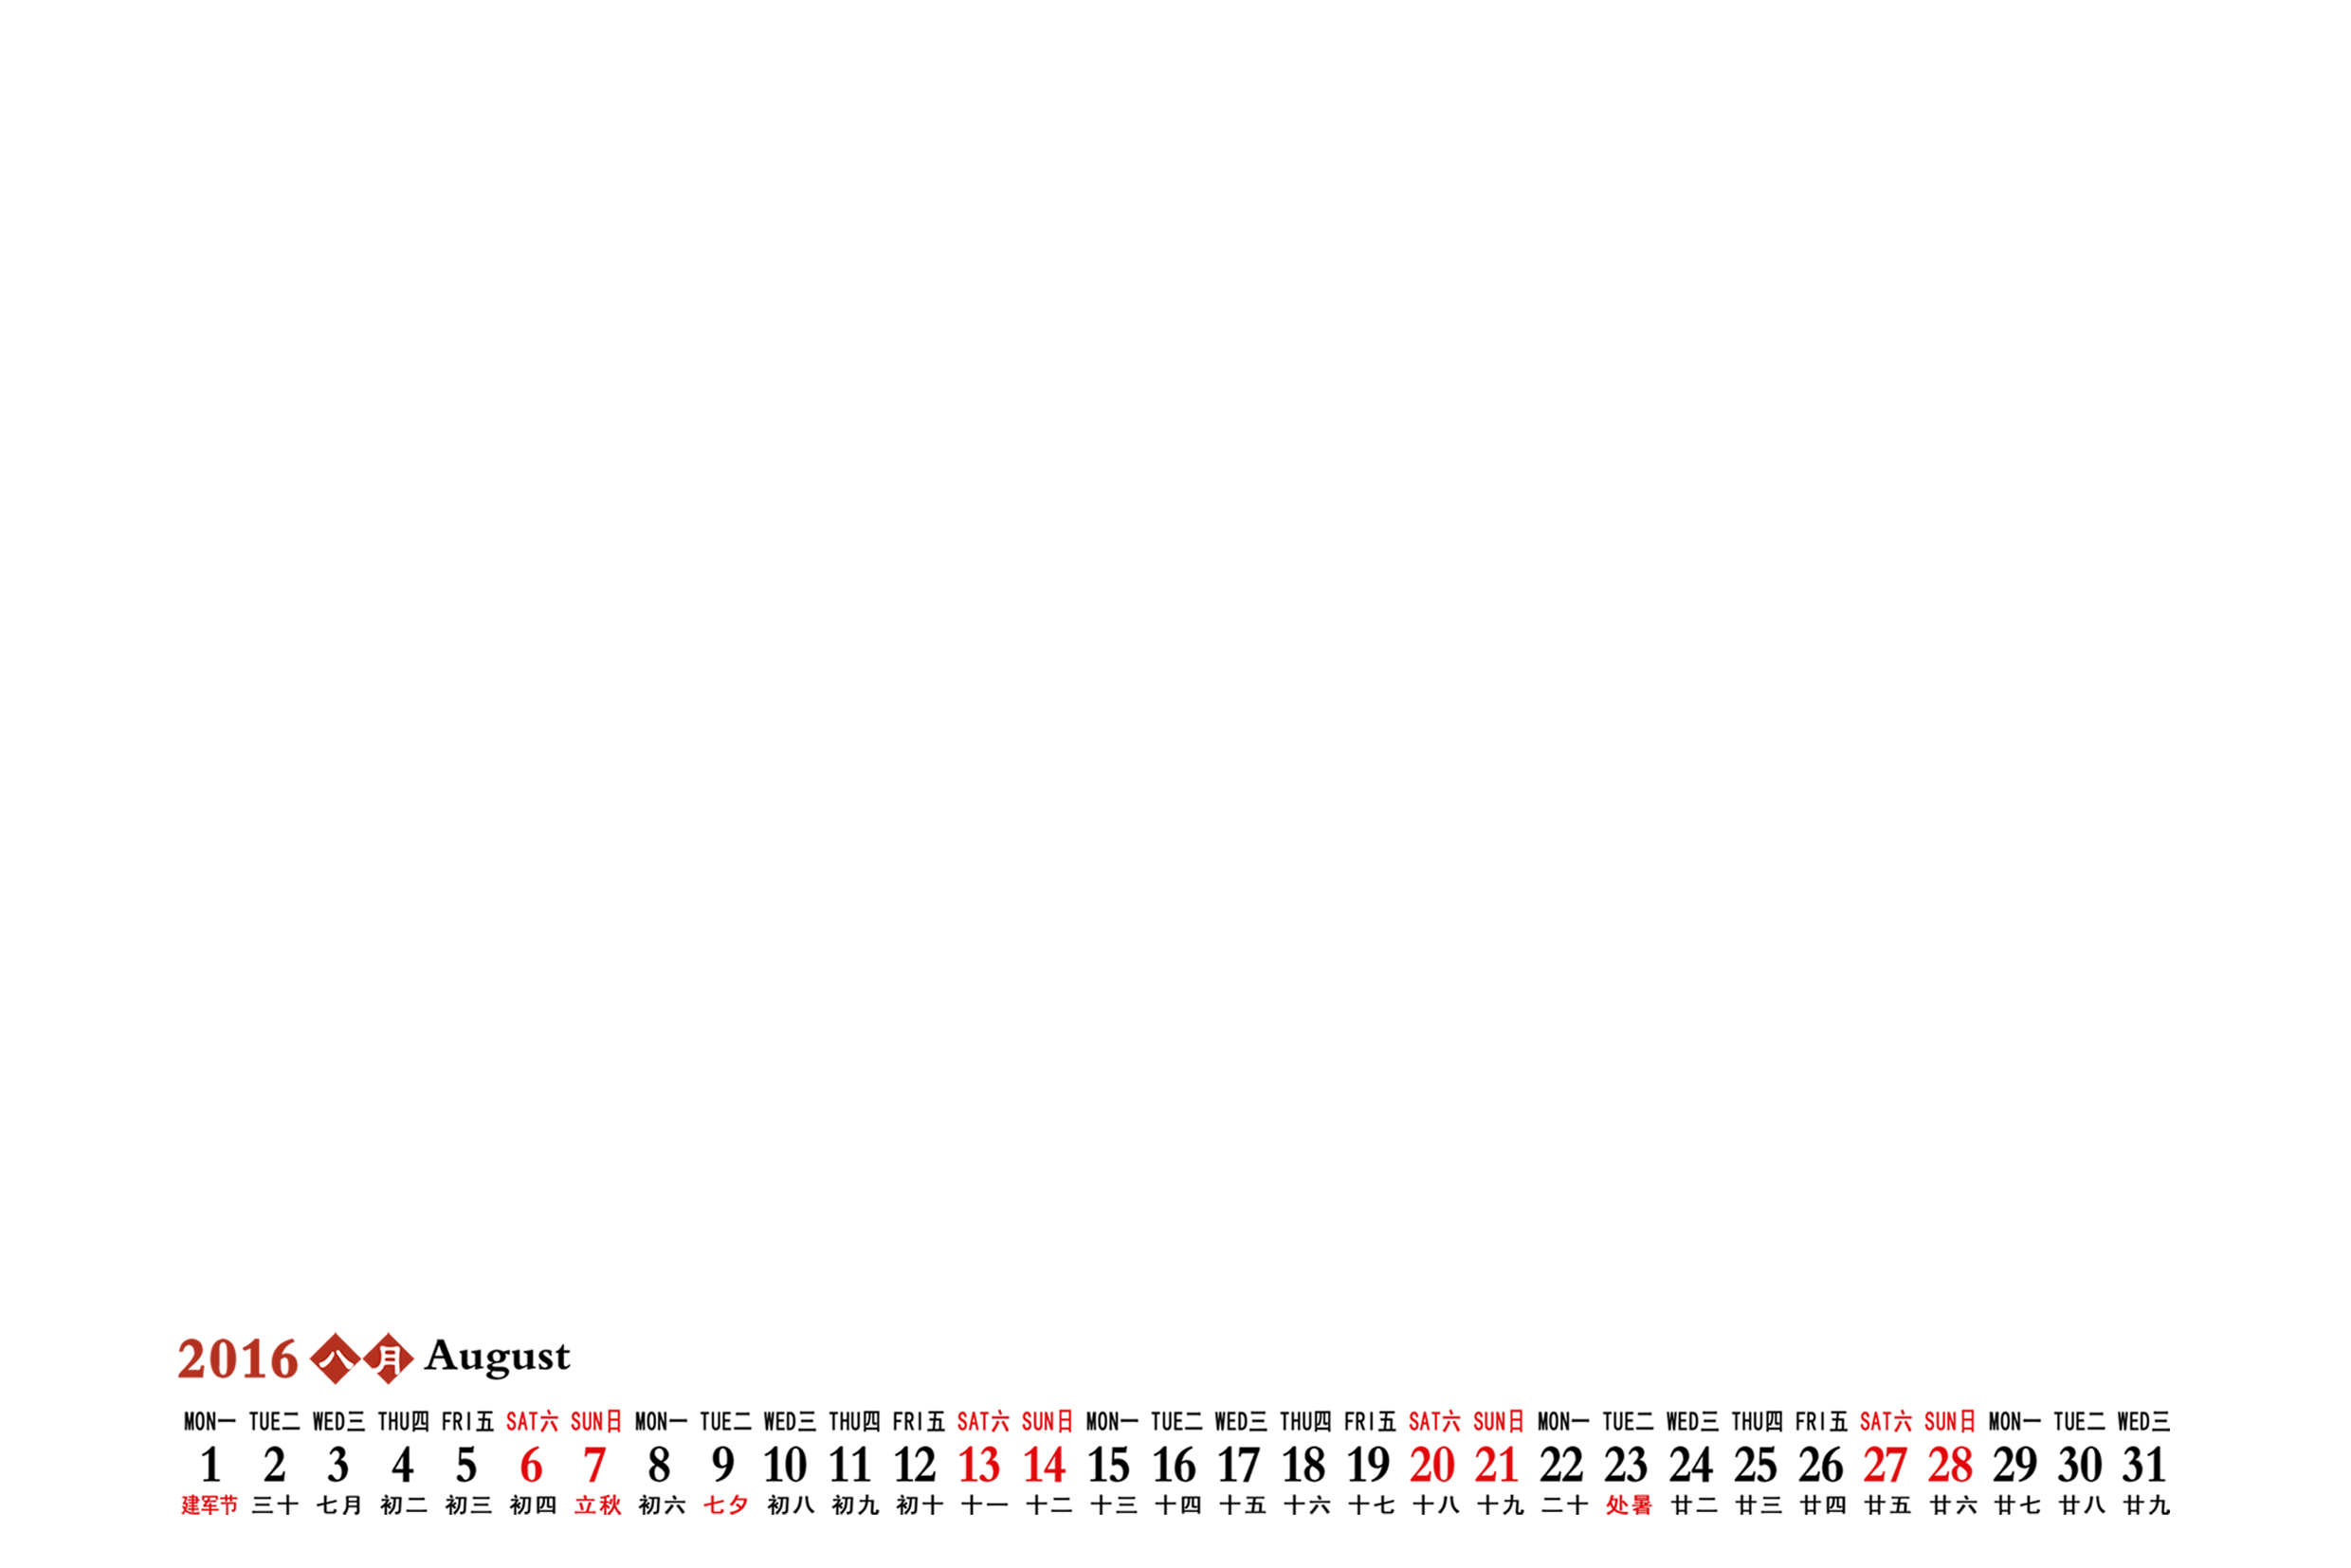 2016 八月 August
MON一 TUE二 WED三 THU四 FRI五 SAT六 SUN日 MON一 TUE二 WED三 THU四 FRI五 SAT六 SUN日 MON一 TUE二 WED三 THU四 FRI五 SAT六 SUN日 MON一 TUE二 WED三 THU四 FRI五 SAT六 SUN日 MON一 TUE二 WED三
1 2 3 4 5 6 7 8 9 10 11 12 13 14 15 16 17 18 19 20 21 22 23 24 25 26 27 28 29 30 31
建军节 三十 七月 初二 初三 初四 立秋 初六 七夕 初八 初九 初十 十一 十二 十三 十四 十五 十六 十七 十八 十九 二十 处暑 廿二 廿三 廿四 廿五 廿六 廿七 廿八 廿九